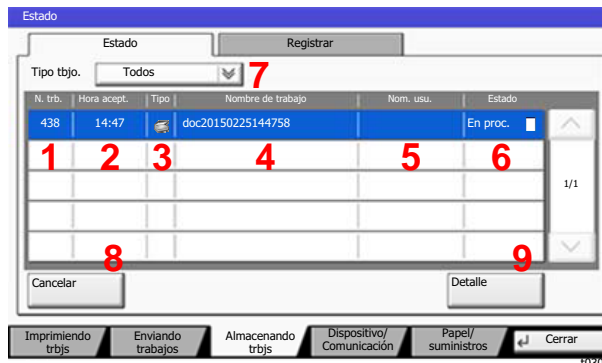 Estado
Estado Registrar
Tipo tbjo. Todos 7
N. trb. Hora acept. Tipo Nombre de trabajo Nom. usu. Estado
438 14:47 doc20150225144758 En proc.
1 2 3 4 5 6
1/1
8 9
Cancelar Detalle
Imprimiendo trbjs Enviando trabajos Almacenando trbjs Dispositivo/ Comunicación Papel/ suministros Cerrar